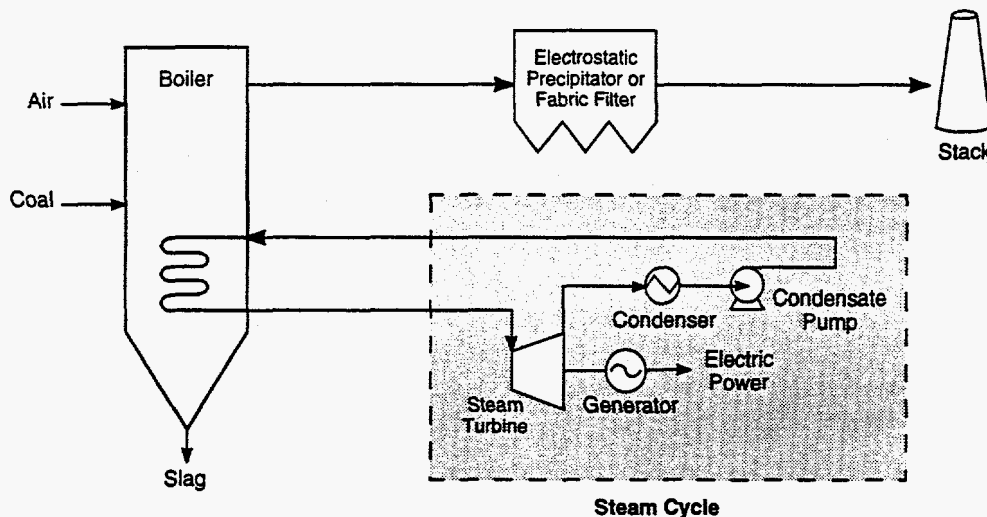 Boiler
Air
Coal
Slag
Electrostatic
Precipitator or
Fabric Filter
Stack
Condenser
Condensate
Pump
Steam
Turbine
Generator
Electric
Power
Steam Cycle